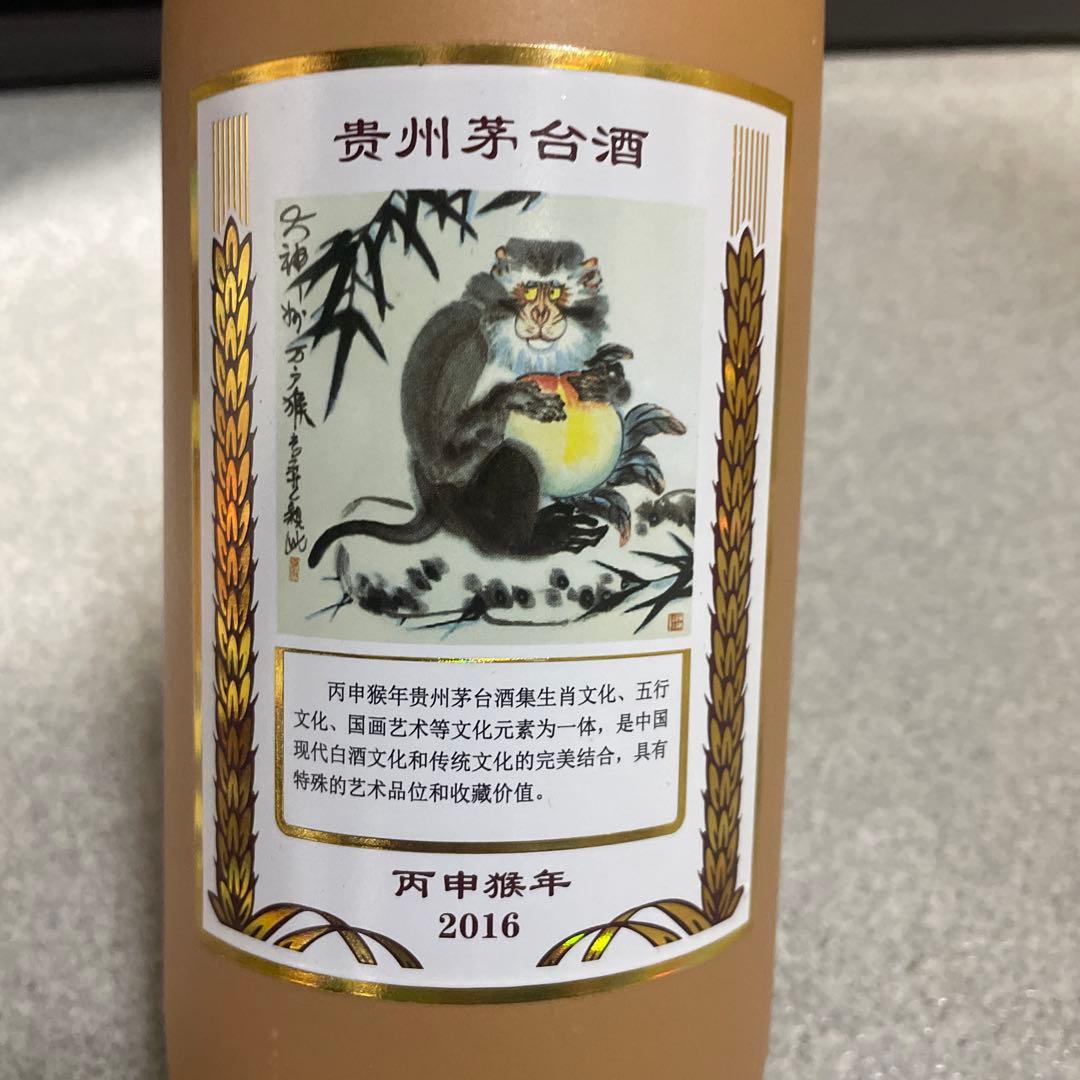 贵州茅台酒
丙申猴年贵州茅台酒集生肖文化、五行
文化、国画艺术等文化元素为一体，是中国
现代白酒文化和传统文化的完美结合，具有
特殊的艺术品位和收藏价值。
丙申猴年
2016